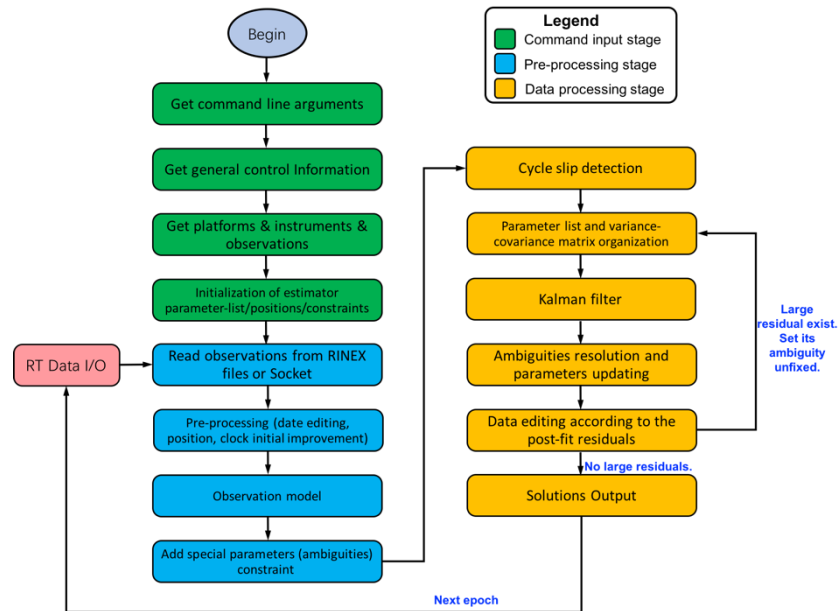 Begin
Get command line arguments
Get general control Information
Get platforms & instruments &
observations
Initialization of estimator
parameter-list/positions/constraints
RT Data I/O
Read observations from RINEX
files or Socket
Pre-processing (date editing,
position, clock initial improvement)
Observation model
Add special parameters (ambiguities)
constraint
Legend
Command input stage
Pre-processing stage
Data processing stage
Cycle slip detection
Parameter list and variance-
covariance matrix organization
Kalman filter
Ambiguities resolution and
parameters updating
Data editing according to the
post-fit residuals
Large
residual exist.
Set its
ambiguity
unfixed.
No large residuals.
Solutions Output
Next epoch